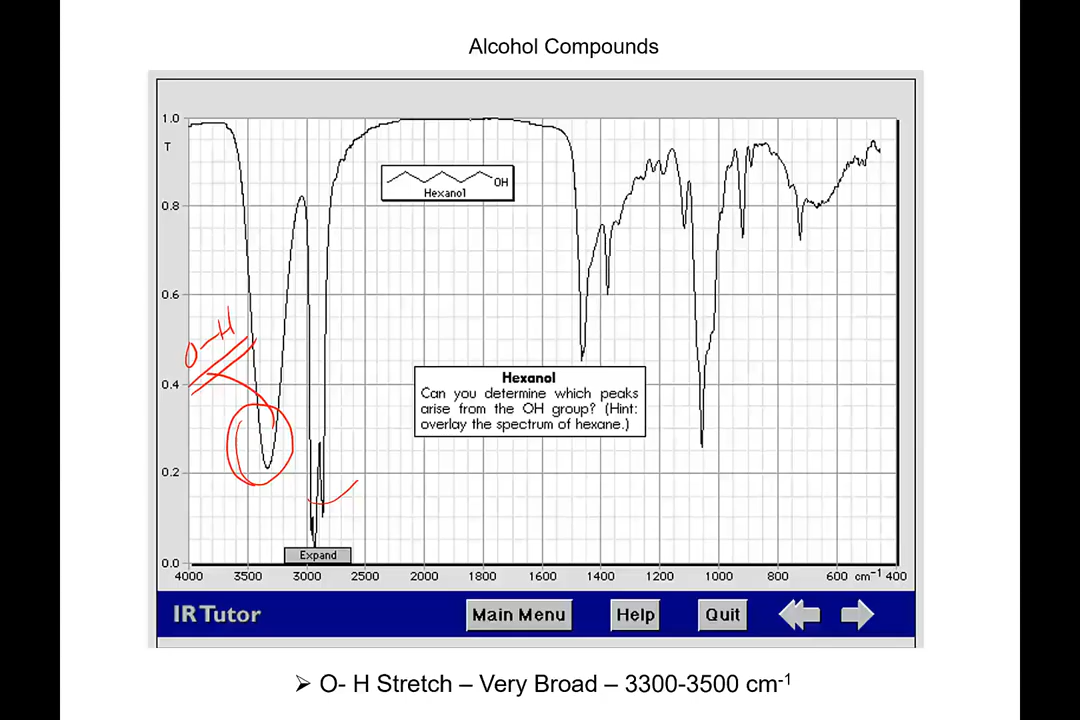 Alcohol Compounds
1.0
T
OH
Hexanol
0.8
0.6
O-H
Hexanol
Can you determine which peaks
arise from the OH group? (Hint:
overlay the spectrum of hexane.)
0.4
0.2
Expand
0.0
4000 3500 3000 2500 2000 1800 1600 1400 1200 1000 800 600 cm-1 400
IR Tutor Main Menu Help Quit
➢ O- H Stretch – Very Broad – 3300-3500 cm-1